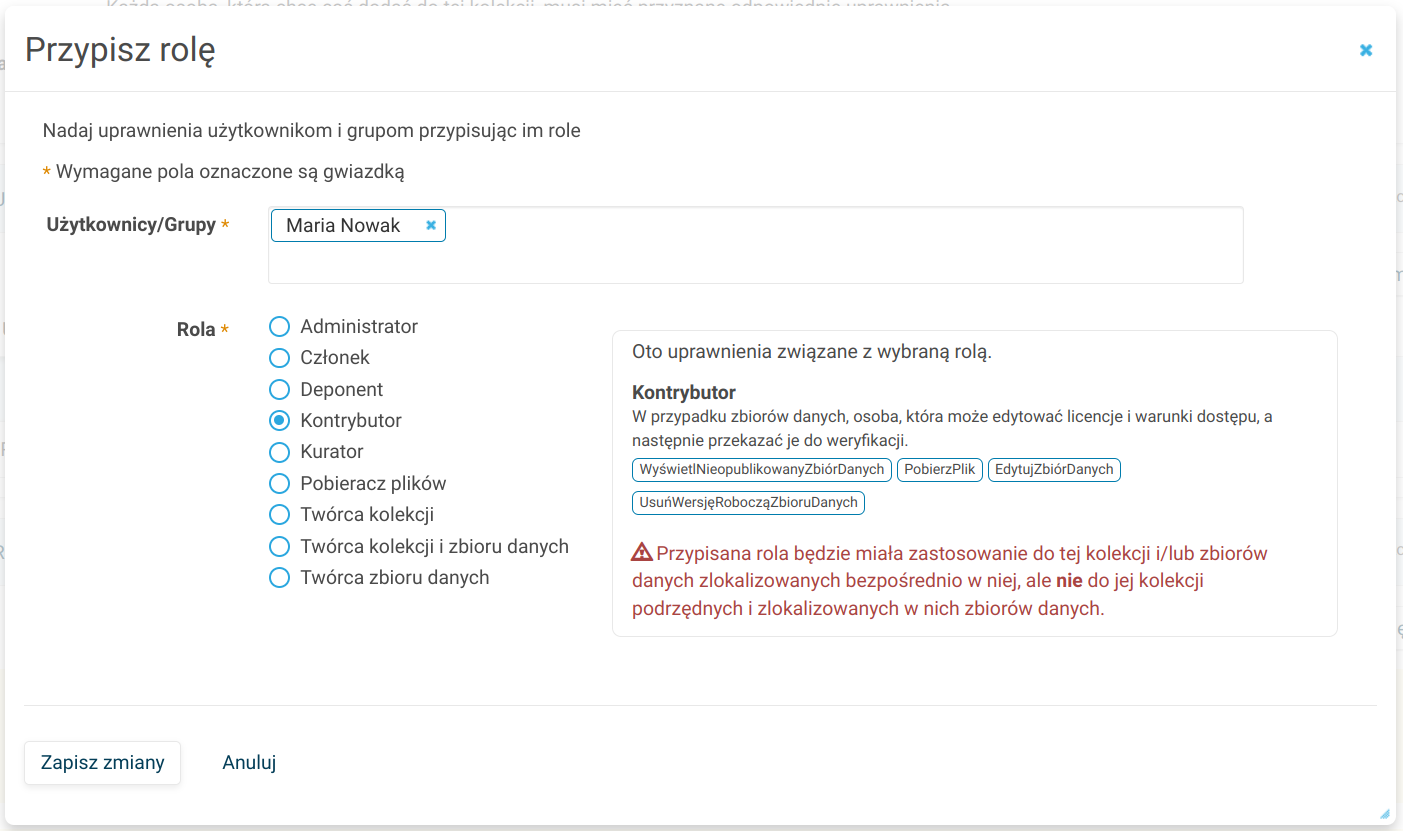 Przypisz rolę
Nadaj uprawnienia użytkownikom i grupom przypisując im role
* Wymagane pola oznaczone są gwiazdką
Użytkownicy/Grupy *
Maria Nowak
Rola *
Administrator
Członek
Deponent
Kontrybutor
Kurator
Pobieracz plików
Twórca kolekcji
Twórca kolekcji i zbioru danych
Twórca zbioru danych
Oto uprawnienia związane z wybraną rolą.
Kontrybutor
W przypadku zbiorów danych, osoba, która może edytować licencje i warunki dostępu, a
następnie przekazać je do weryfikacji.
WyświetlNieopublikowanyZbiórDanych PobierzPlik EdytujZbiórDanych
UsuńWersjęRobocząZbioruDanych
Przypisana rola będzie miała zastosowanie do tej kolekcji i/lub zbiorów
danych zlokalizowanych bezpośrednio w niej, ale nie do jej kolekcji
podrzędnych i zlokalizowanych w nich zbiorów danych.
Zapisz zmiany
Anuluj